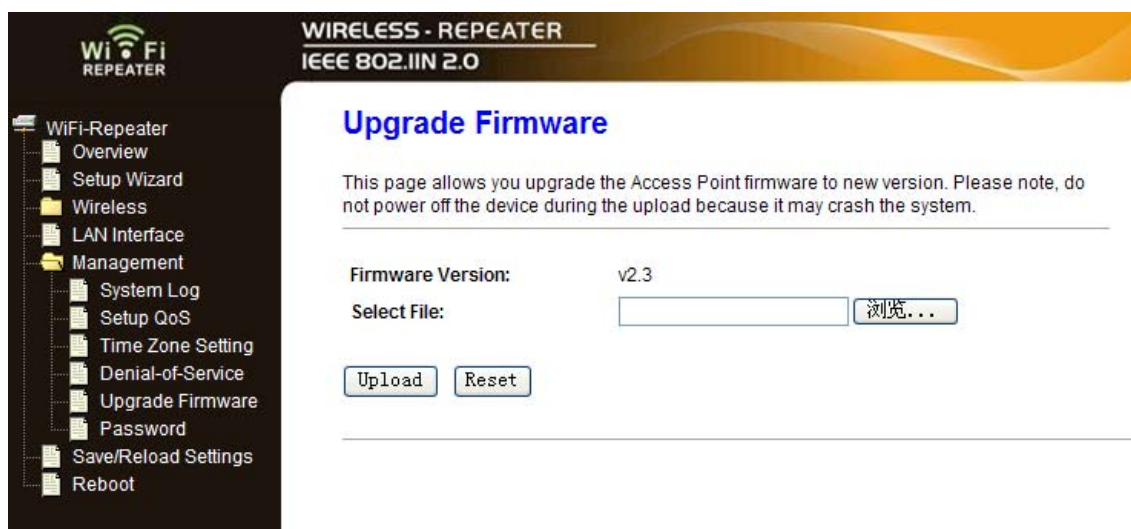 Wi Fi
REPEATER
WIRELESS - REPEATER
IEEE 802.11N 2.0
WiFi-Repeater
Overview
Setup Wizard
Wireless
LAN Interface
Management
System Log
Setup QoS
Time Zone Setting
Denial-of-Service
Upgrade Firmware
Password
Save/Reload Settings
Reboot
Upgrade Firmware
This page allows you upgrade the Access Point firmware to new version. Please note, do
not power off the device during the upload because it may crash the system.
Firmware Version: v2.3
Select File: 浏览...
Upload Reset